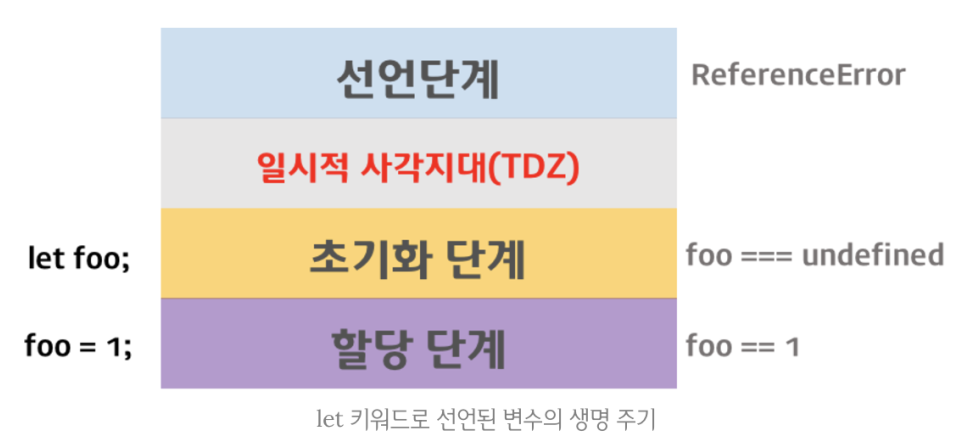 선언단계
ReferenceError
일시적 사각지대(TDZ)
let foo;
초기화 단계
foo === undefined
foo = 1;
할당 단계
foo == 1
let 키워드로 선언된 변수의 생명 주기